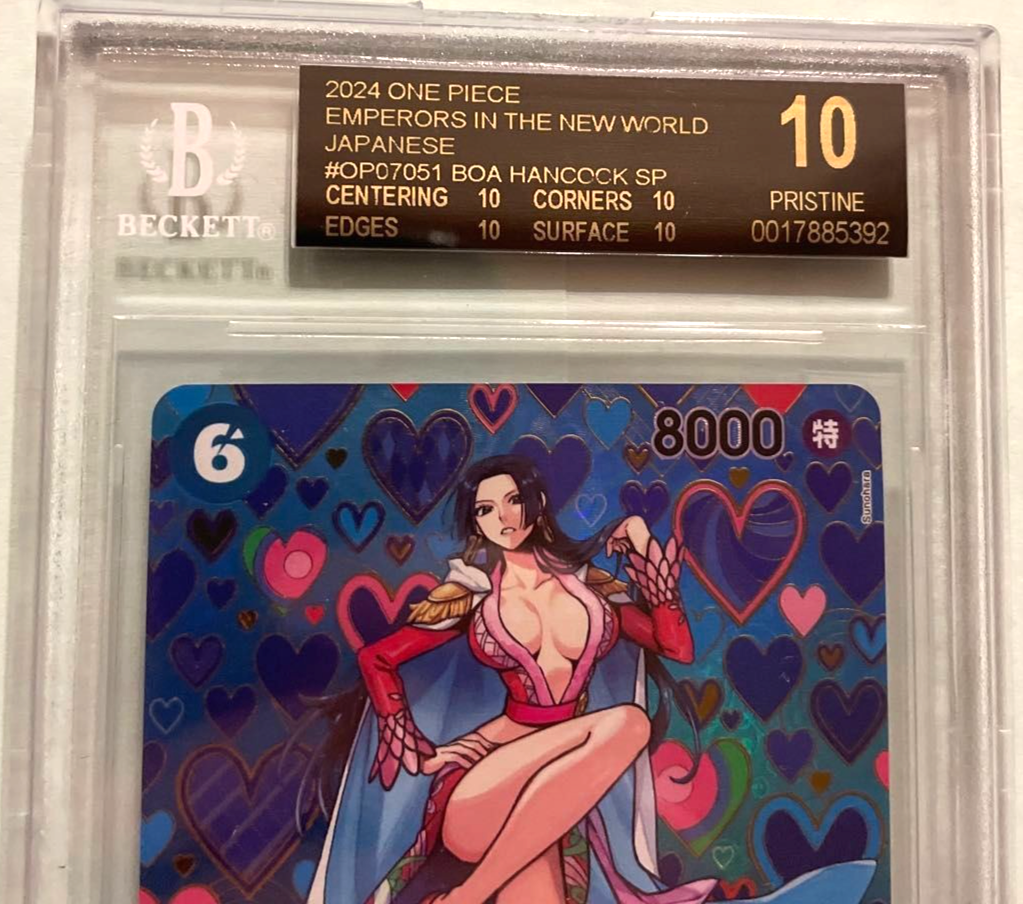 B
BECKETT®
2024 ONE PIECE
EMPERORS IN THE NEW WORLD
JAPANESE
#OP07051 BOA HANCOCK SP
CENTERING 10 CORNERS 10
EDGES 10 SURFACE 10
10
PRISTINE
0017885392
6
8000 特
Sunohara